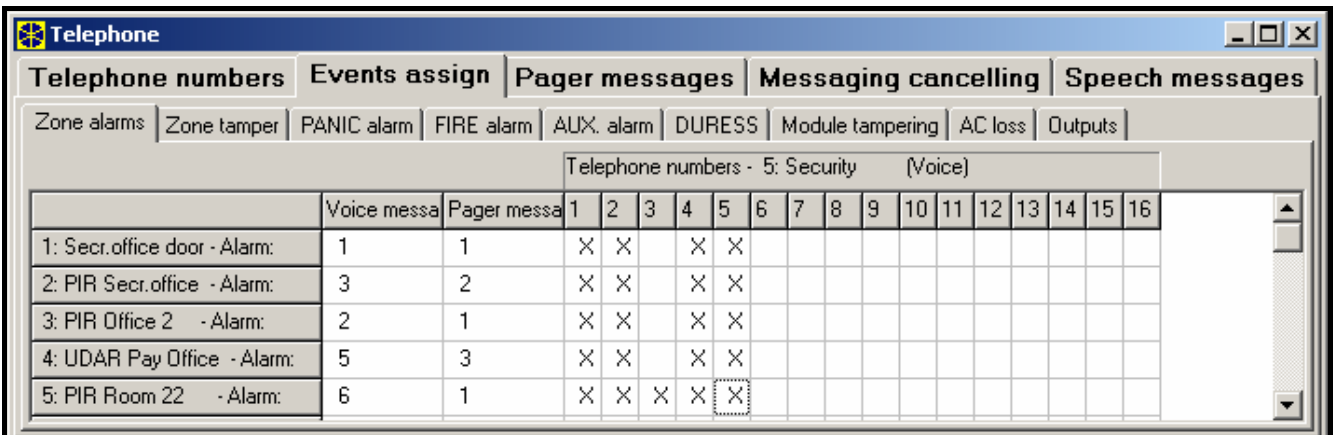 Telephone
Telephone numbers Events assign Pager messages Messaging cancelling Speech messages
Zone alarms Zone tamper PANIC alarm FIRE alarm AUX. alarm DURESS Module tampering AC loss Outputs
Telephone numbers - 5: Security (Voice)
Voice messa Pager messa 1 2 3 4 5 6 7 8 9 10 11 12 13 14 15 16
1: Secr.office door - Alarm: 1 1 X X X X
2: PIR Secr.office - Alarm: 3 2 X X X X
3: PIR Office 2 - Alarm: 2 1 X X X X
4: UDAR Pay Office - Alarm: 5 3 X X X X
5: PIR Room 22 - Alarm: 6 1 X X X X X